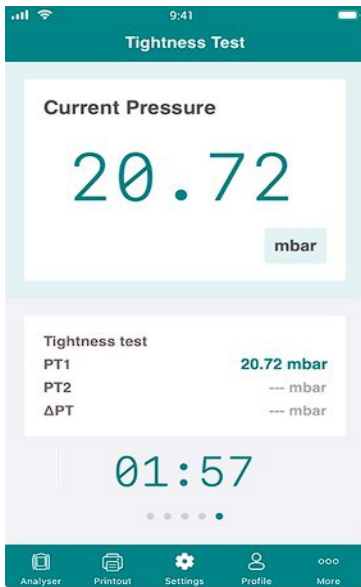 9:41
Tightness Test
Current Pressure
20.72
mbar
Tightness test
PT1 20.72 mbar
PT2 --- mbar
ΔPT --- mbar
01:57
Analyser Printout Settings Profile More